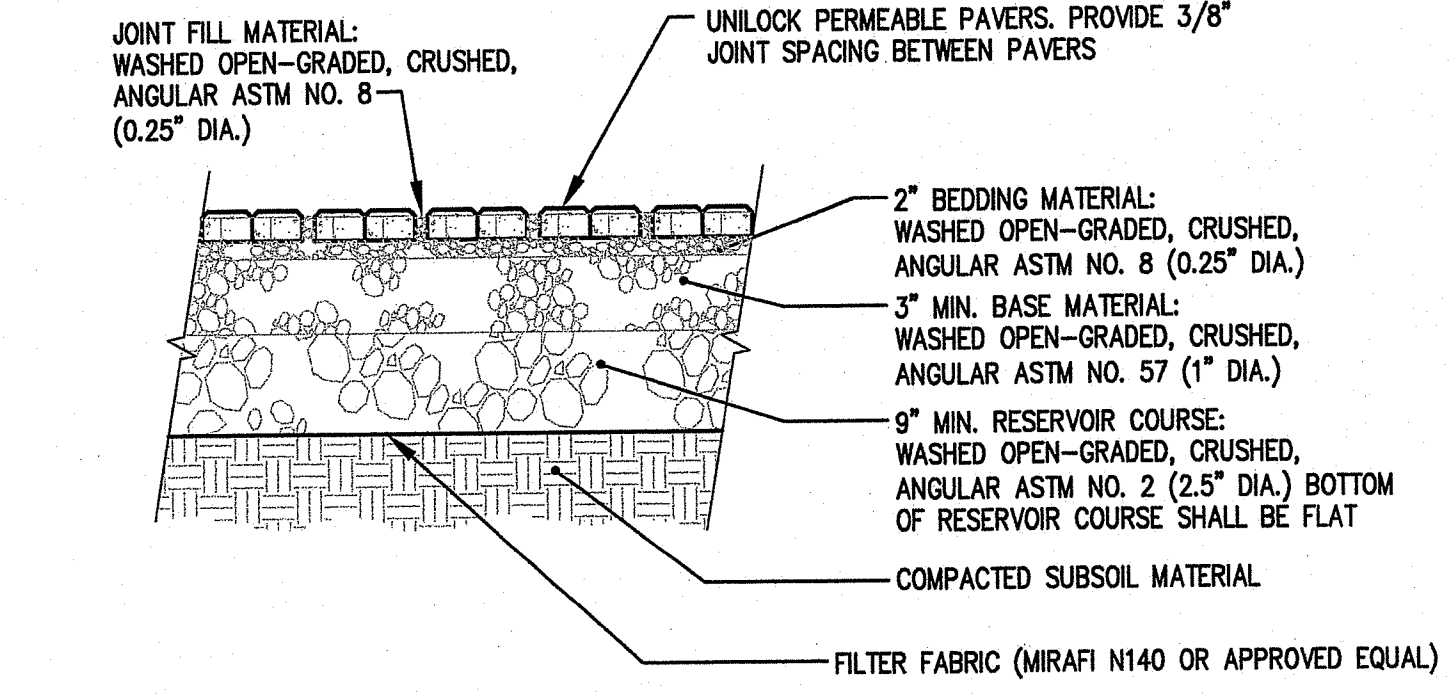 JOINT FILL MATERIAL:
WASHED OPEN-GRADED, CRUSHED,
ANGULAR ASTM NO. 8
(0.25" DIA.)
UNILOCK PERMEABLE PAVERS. PROVIDE 3/8"
JOINT SPACING BETWEEN PAVERS
2" BEDDING MATERIAL:
WASHED OPEN-GRADED, CRUSHED,
ANGULAR ASTM NO. 8 (0.25" DIA.)
3" MIN. BASE MATERIAL:
WASHED OPEN-GRADED, CRUSHED,
ANGULAR ASTM NO. 57 (1" DIA.)
9" MIN. RESERVOIR COURSE:
WASHED OPEN-GRADED, CRUSHED,
ANGULAR ASTM NO. 2 (2.5" DIA.) BOTTOM
OF RESERVOIR COURSE SHALL BE FLAT
COMPACTED SUBSOIL MATERIAL
FILTER FABRIC (MIRAFI N140 OR APPROVED EQUAL)